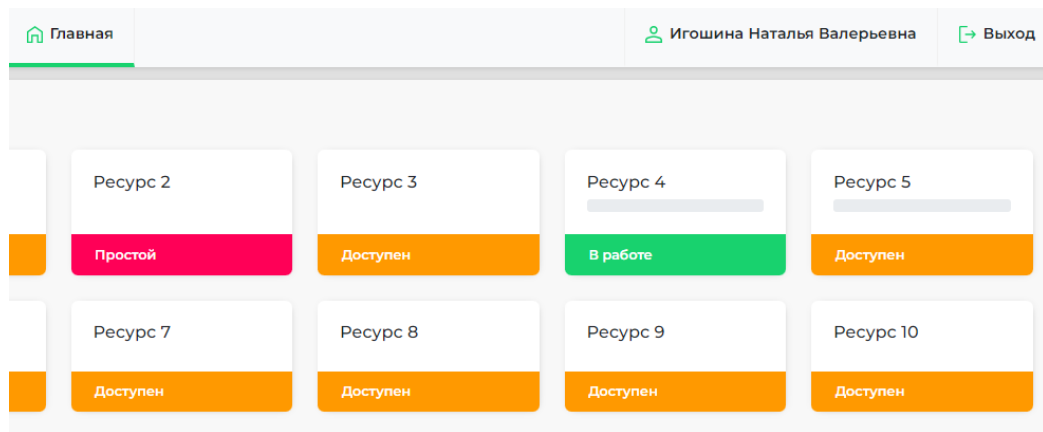 Главная
Игошина Наталья Валерьевна
Выход
Ресурс 2
Ресурс 3
Ресурс 4
Ресурс 5
Простой
Доступен
В работе
Доступен
Ресурс 7
Ресурс 8
Ресурс 9
Ресурс 10
Доступен
Доступен
Доступен
Доступен